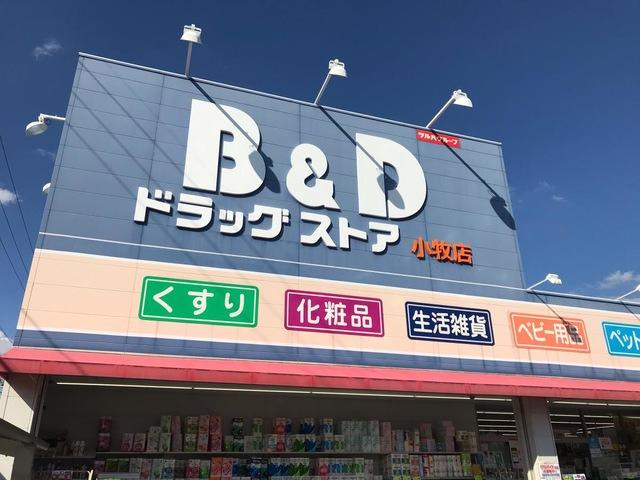 ツルハグループ
B&D
ドラッグストア
小牧店
くすり
化粧品
生活雑貨
ベビー用品
ペット